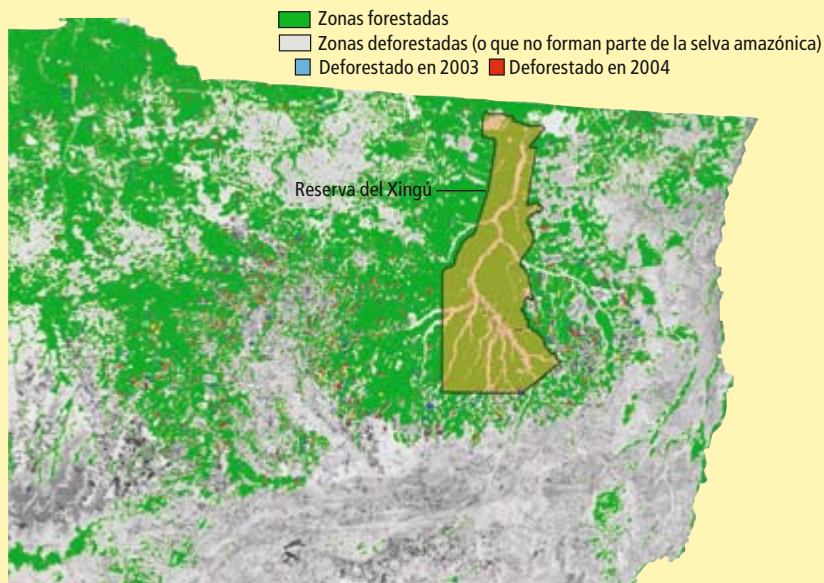 Zonas forestadas
Zonas deforestadas (o que no forman parte de la selva amazónica)
Deforestado en 2003 Deforestado en 2004
Reserva del Xingú